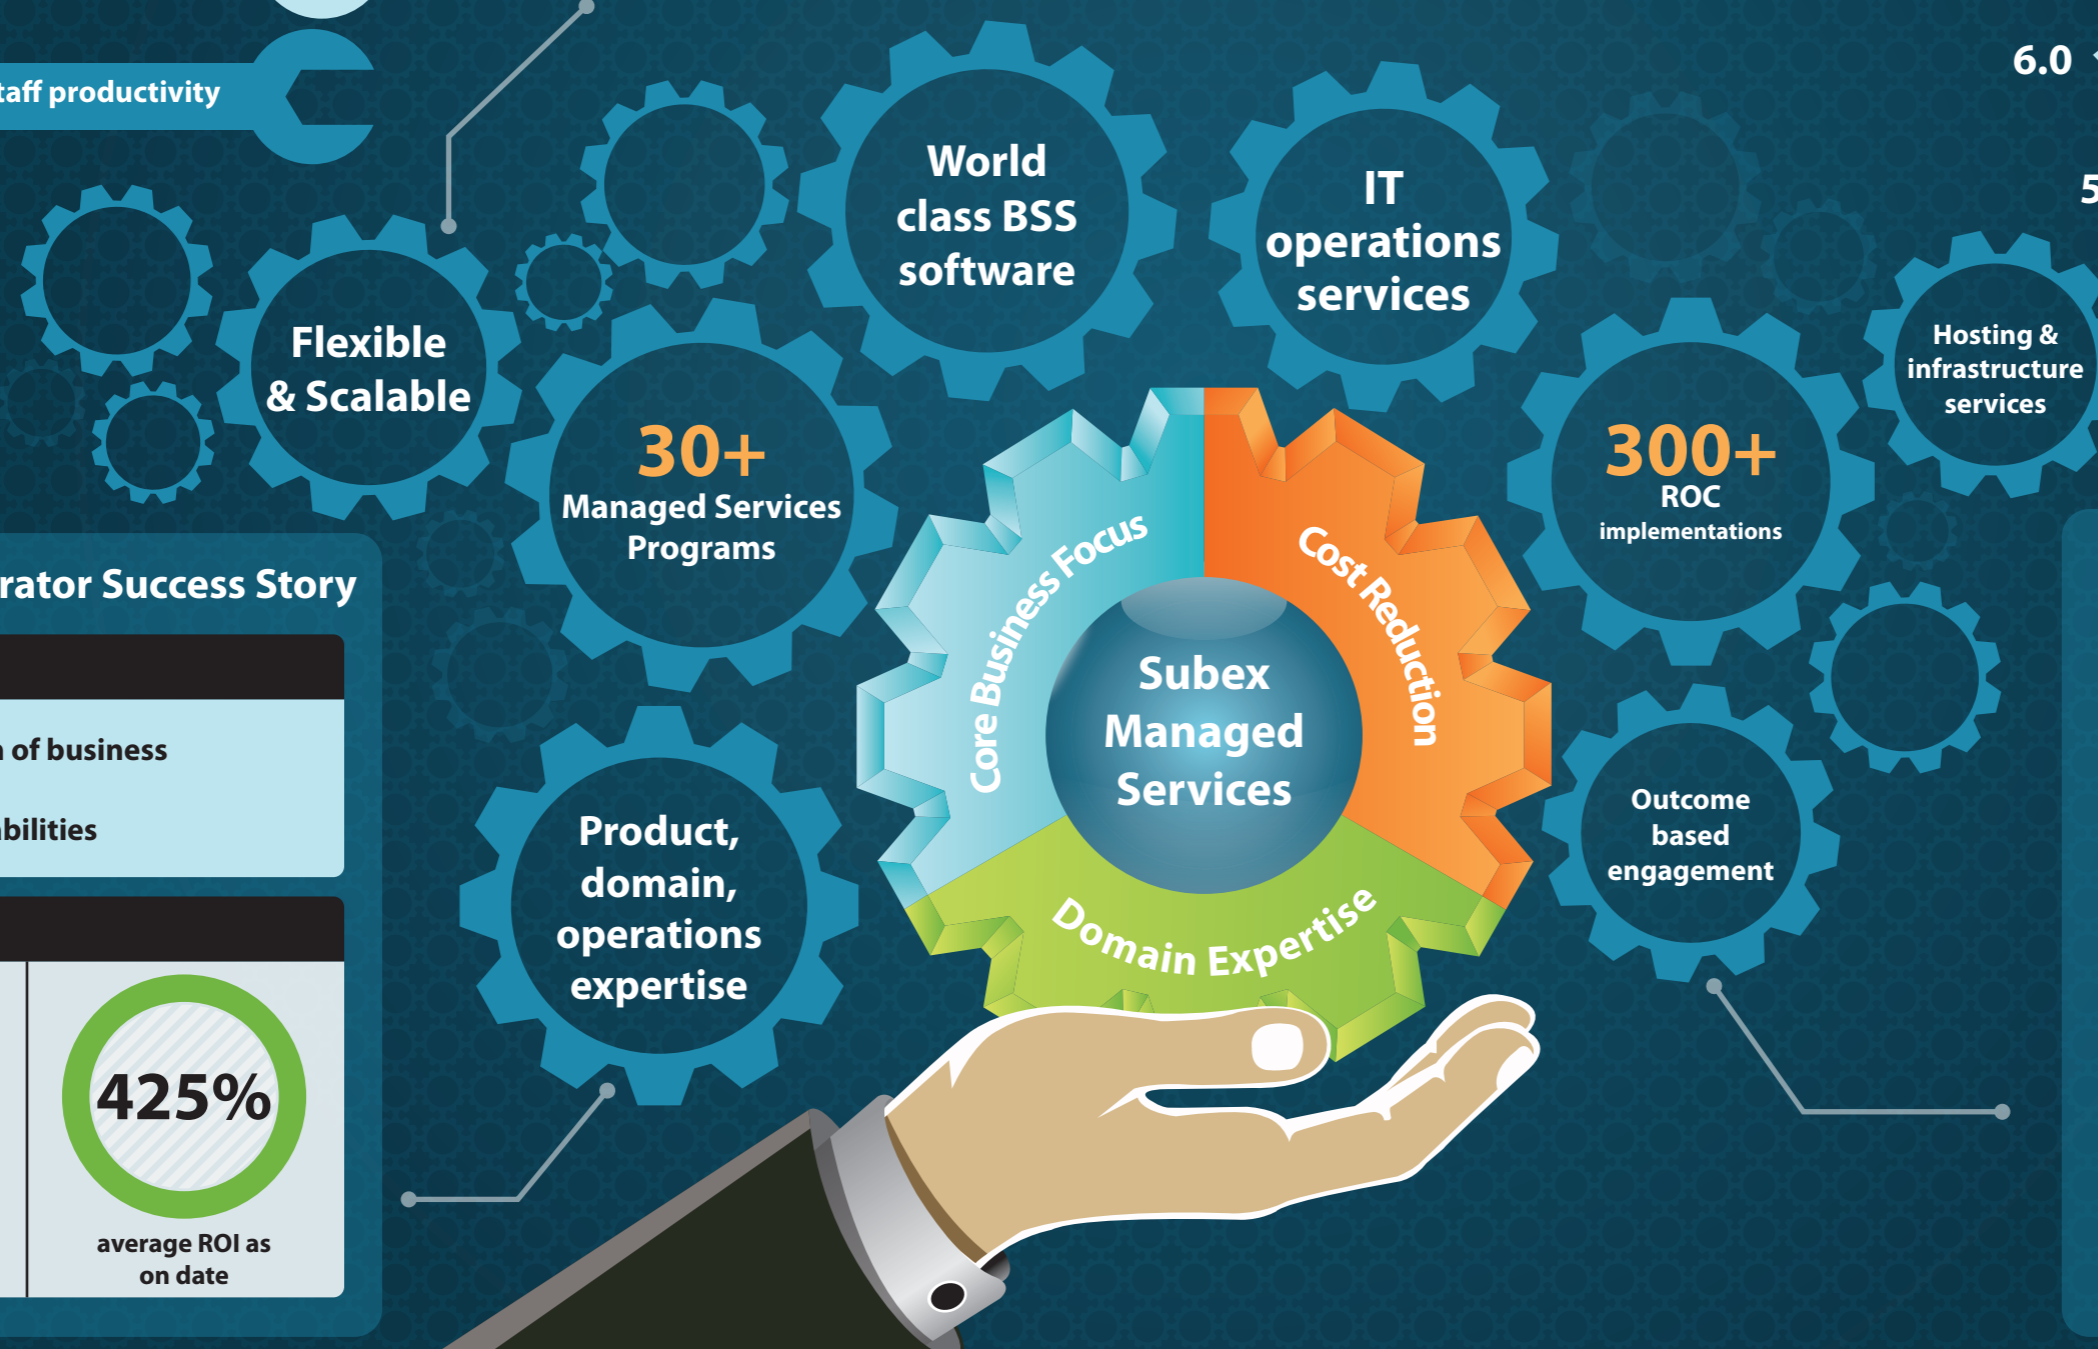 taff productivity
World
class BSS
software
IT
operations
services
6.0
5
Flexible
& Scalable
30+
Managed Services
Programs
300+
ROC
implementations
Hosting &
infrastructure
services
Core Business Focus
Cost Reduction
Domain Expertise
Subex
Managed
Services
Product,
domain,
operations
expertise
Outcome
based
engagement
rator Success Story
of business
bilities
425%
average ROI as
on date